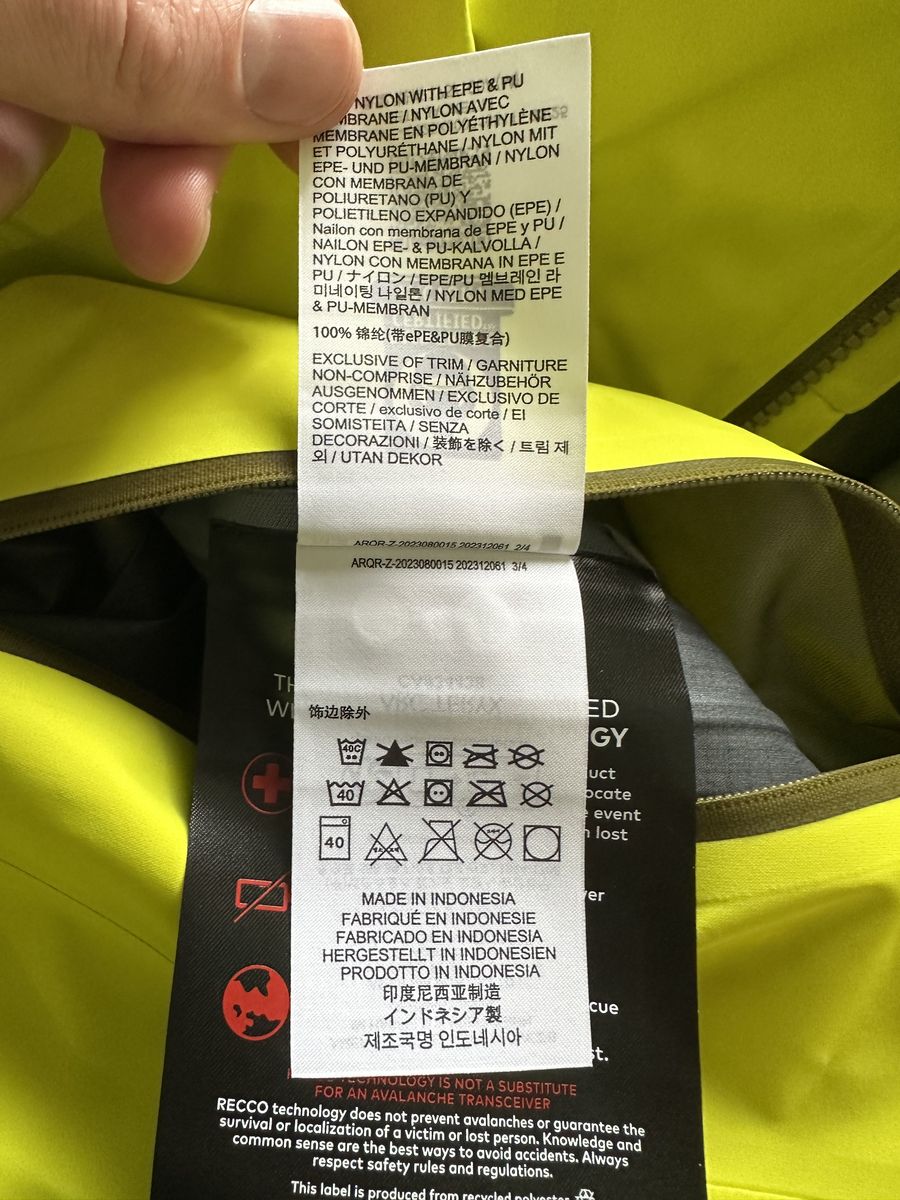 NYLON WITH EPE & PU
MEMBRANE / NYLON AVEC
MEMBRANE EN POLYÉTHYLÈNE
ET POLYURÉTHANE / NYLON MIT
EPE- UND PU-MEMBRAN / NYLON
CON MEMBRANA DE
POLIURETANO (PU) Y
POLIETILENO EXPANDIDO (EPE) /
Nailon con membrana de EPE y PU /
NAILON EPE- & PU-KALVOLLA /
NYLON CON MEMBRANA IN EPE E
PU / ナイロン / EPE/PU 멤브레인 라
미네이팅 나일론 / NYLON MED EPE
& PU-MEMBRAN
100% 锦纶(带ePE&PU膜复合)
EXCLUSIVE OF TRIM / GARNITURE
NON-COMPRISE / NÄHZUBEHÖR
AUSGENOMMEN / EXCLUSIVO DE
CORTE / exclusivo de corte / EI
SOMISTEITA / SENZA
DECORAZIONI / 装飾を除く / 트림 제
외 / UTAN DEKOR
ARQR-Z-2023080015 202312061 2/4
ARQR-Z-2023080015 202312061 3/4
饰边除外
40C
40
40
MADE IN INDONESIA
FABRIQUÉ EN INDONESIE
FABRICADO EN INDONESIA
HERGESTELLT IN INDONESIEN
PRODOTTO IN INDONESIA
印度尼西亚制造
インドネシア製
제조국명 인도네시아
TECHNOLOGY IS NOT A SUBSTITUTE
FOR AN AVALANCHE TRANSCEIVER
RECCO technology does not prevent avalanches or guarantee the
survival or localization of a victim or lost person. Knowledge and
common sense are the best ways to avoid accidents. Always
respect safety rules and regulations.
This label is produced from recycled polyester